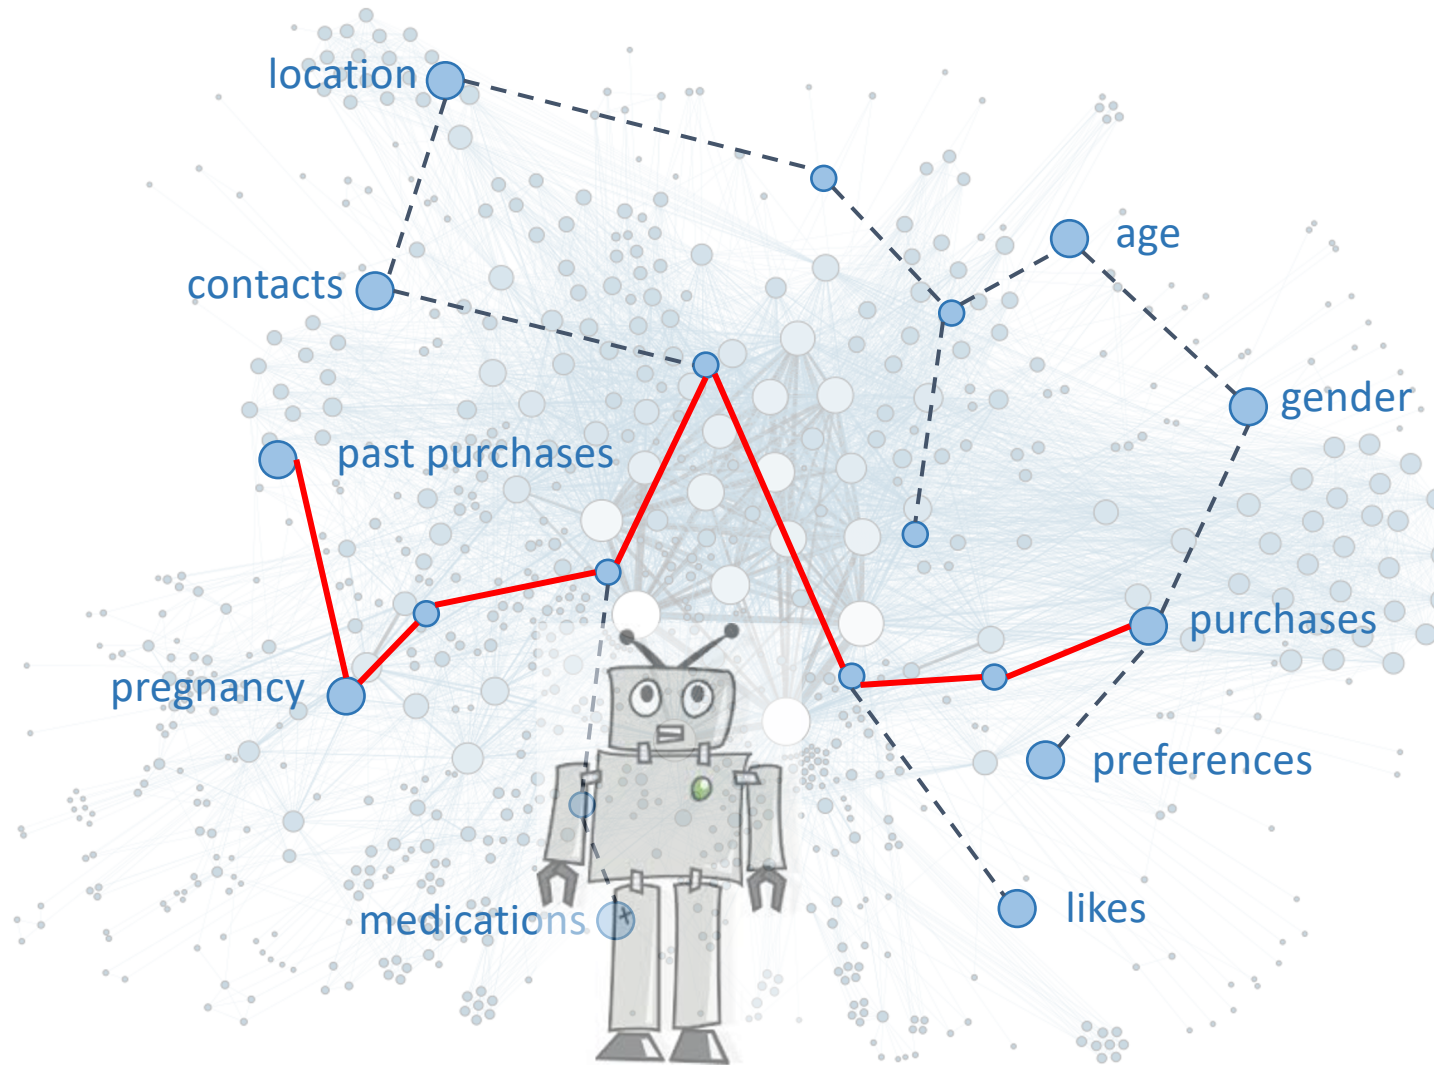 location
age
contacts
gender
past purchases
purchases
pregnancy
preferences
medications
likes